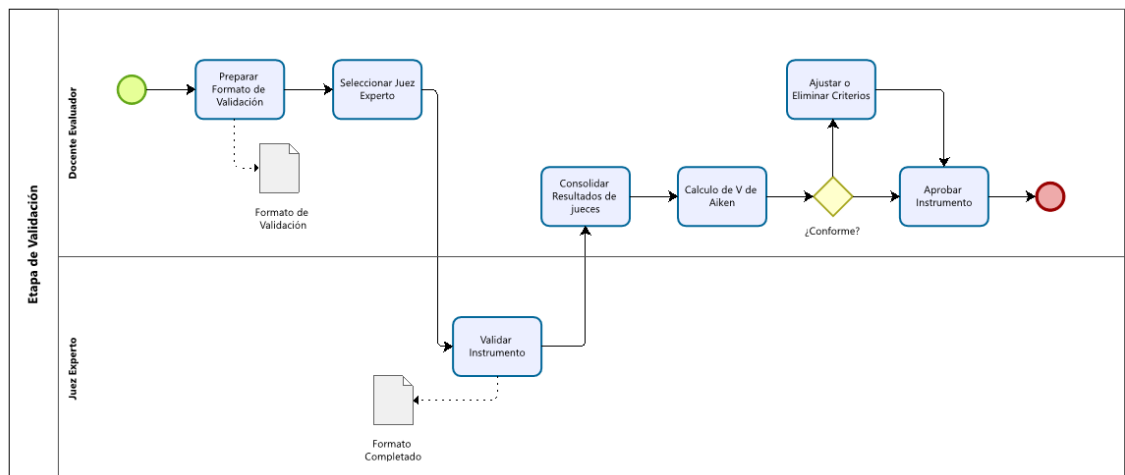 Etapa de Validación
Docente Evaluador
Preparar
Formato de
Validación
Seleccionar Juez
Experto
Formato de
Validación
Consolidar
Resultados de
jueces
Calculo de V de
Aiken
¿Conforme?
Ajustar o
Eliminar Criterios
Aprobar
Instrumento
Juez Experto
Validar
Instrumento
Formato
Completado